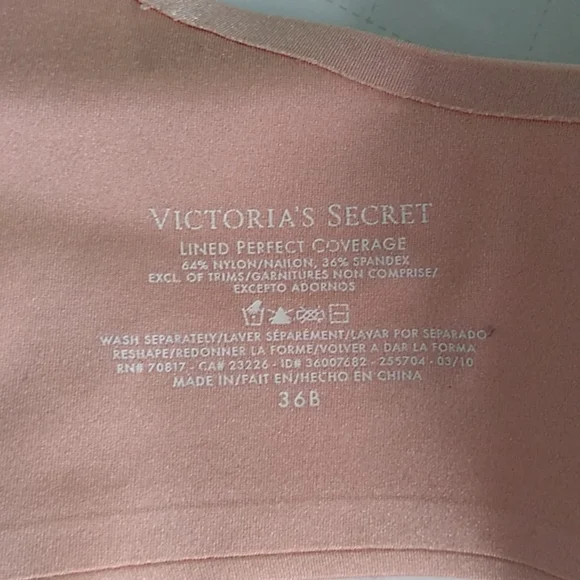 VICTORIA'S SECRET
LINED PERFECT COVERAGE
64% NYLON/NAILON, 36% SPANDEX
EXCL. OF TRIMS/GARNITURES NON COMPRISE/
EXCEPTO ADORNOS
WASH SEPARATELY/LAVER SÉPARÉMENT/LAVAR POR SEPARADO
RESHAPE/REDONNER LA FORME/VOLVER A DAR LA FORMA
RN# 70817 - CA# 23226 - ID# 36007682 - 255704 - 03/10
MADE IN/FAIT EN/HECHO EN CHINA
36B